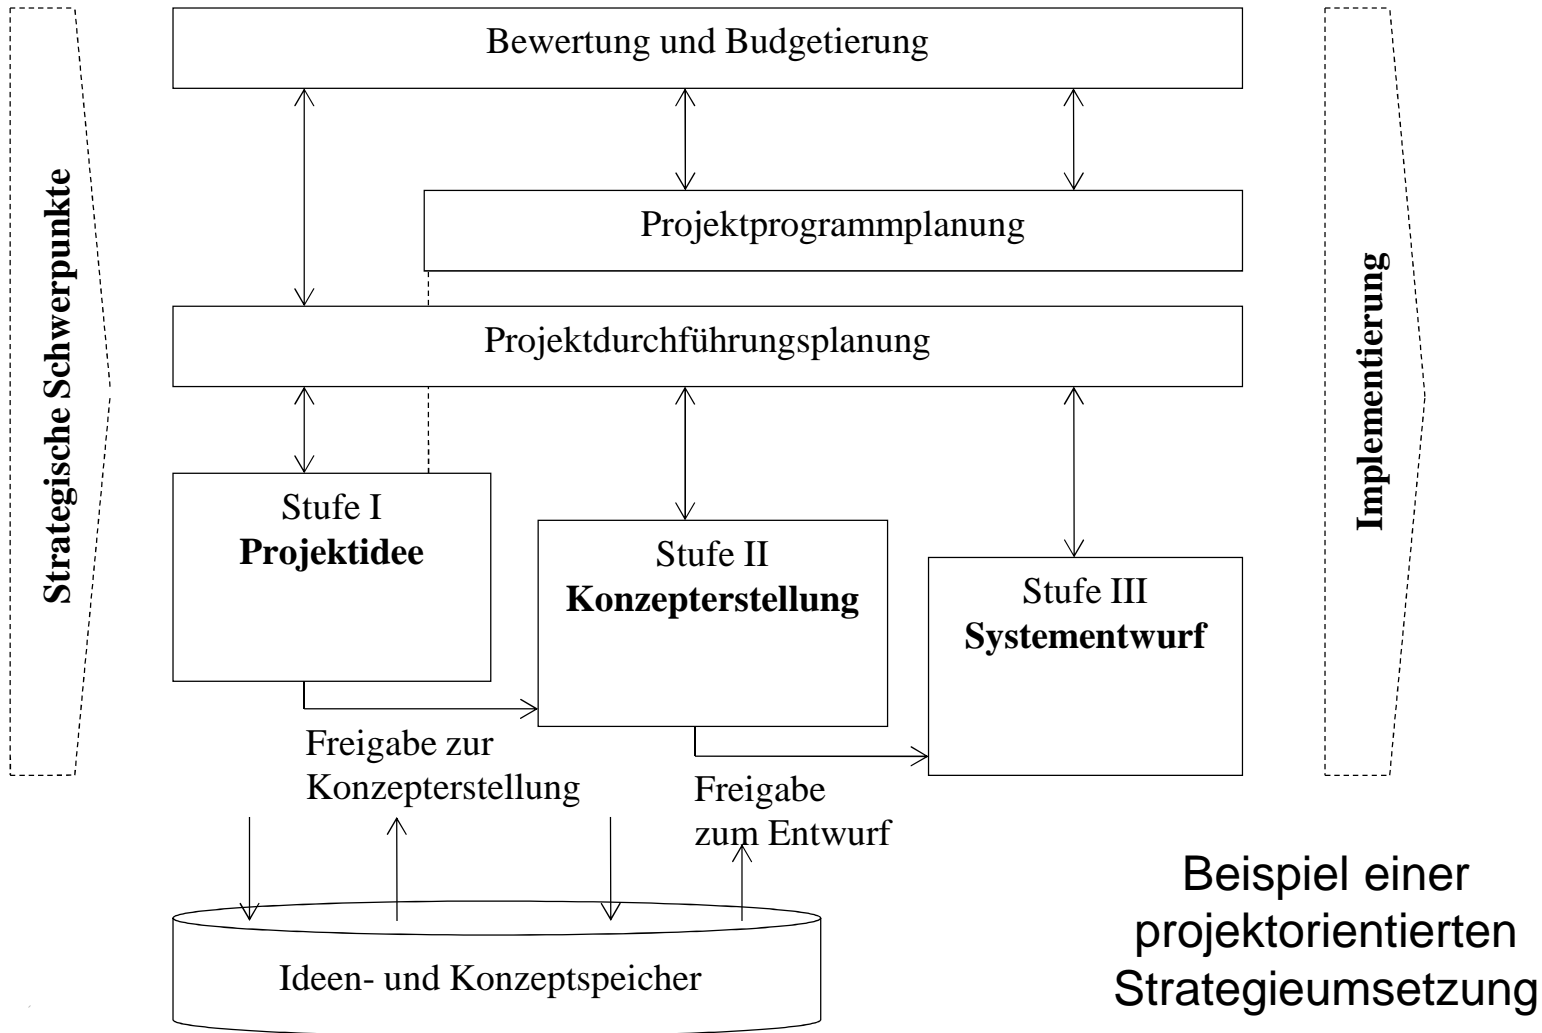 Bewertung und Budgetierung
Projektprogrammplanung
Projektdurchführungsplanung
Strategische Schwerpunkte
Implementierung
Stufe I
Projektidee
Stufe II
Konzepterstellung
Stufe III
Systementwurf
Freigabe zur
Konzepterstellung
Freigabe
zum Entwurf
Ideen- und Konzeptspeicher
Beispiel einer
projektorientierten
Strategieumsetzung